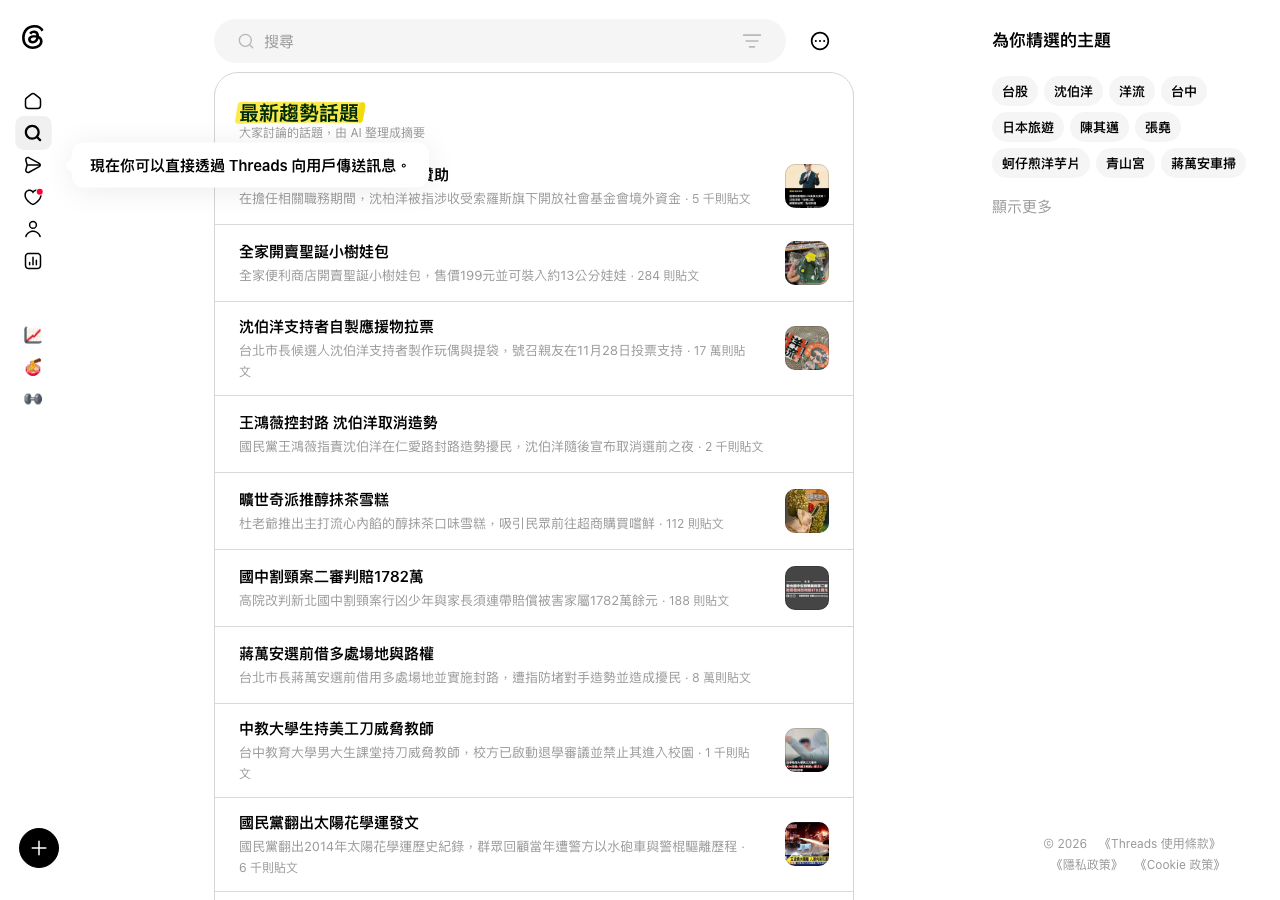 搜尋
最新趨勢話題
大家討論的話題，由 AI 整理成摘要
現在你可以直接透過 Threads 向用戶傳送訊息。
助
在擔任相關職務期間，沈柏洋被指涉收受索羅斯旗下開放社會基金會境外資金 · 5 千則貼文
全家開賣聖誕小樹娃包
全家便利商店開賣聖誕小樹娃包，售價199元並可裝入約13公分娃娃 · 284 則貼文
沈伯洋支持者自製應援物拉票
台北市長候選人沈伯洋支持者製作玩偶與提袋，號召親友在11月28日投票支持 · 17 萬則貼
文
王鴻薇控封路 沈伯洋取消造勢
國民黨王鴻薇指責沈伯洋在仁愛路封路造勢擾民，沈伯洋隨後宣布取消選前之夜 · 2 千則貼文
曠世奇派推醇抹茶雪糕
杜老爺推出主打流心內餡的醇抹茶口味雪糕，吸引民眾前往超商購買嚐鮮 · 112 則貼文
國中割頸案二審判賠1782萬
高院改判新北國中割頸案行凶少年與家長須連帶賠償被害家屬1782萬餘元 · 188 則貼文
蔣萬安選前借多處場地與路權
台北市長蔣萬安選前借用多處場地並實施封路，遭指防堵對手造勢並造成擾民 · 8 萬則貼文
中教大學生持美工刀威脅教師
台中教育大學男大生課堂持刀威脅教師，校方已啟動退學審議並禁止其進入校園 · 1 千則貼
文
國民黨翻出太陽花學運發文
國民黨翻出2014年太陽花學運歷史紀錄，群眾回顧當年遭警方以水砲車與警棍驅離歷程 ·
6 千則貼文
為你精選的主題
台股 沈伯洋 洋流 台中
日本旅遊 陳其邁 張堯
蚵仔煎洋芋片 青山宮 蔣萬安車掃
顯示更多
© 2026 《Threads 使用條款》
《隱私政策》 《Cookie 政策》